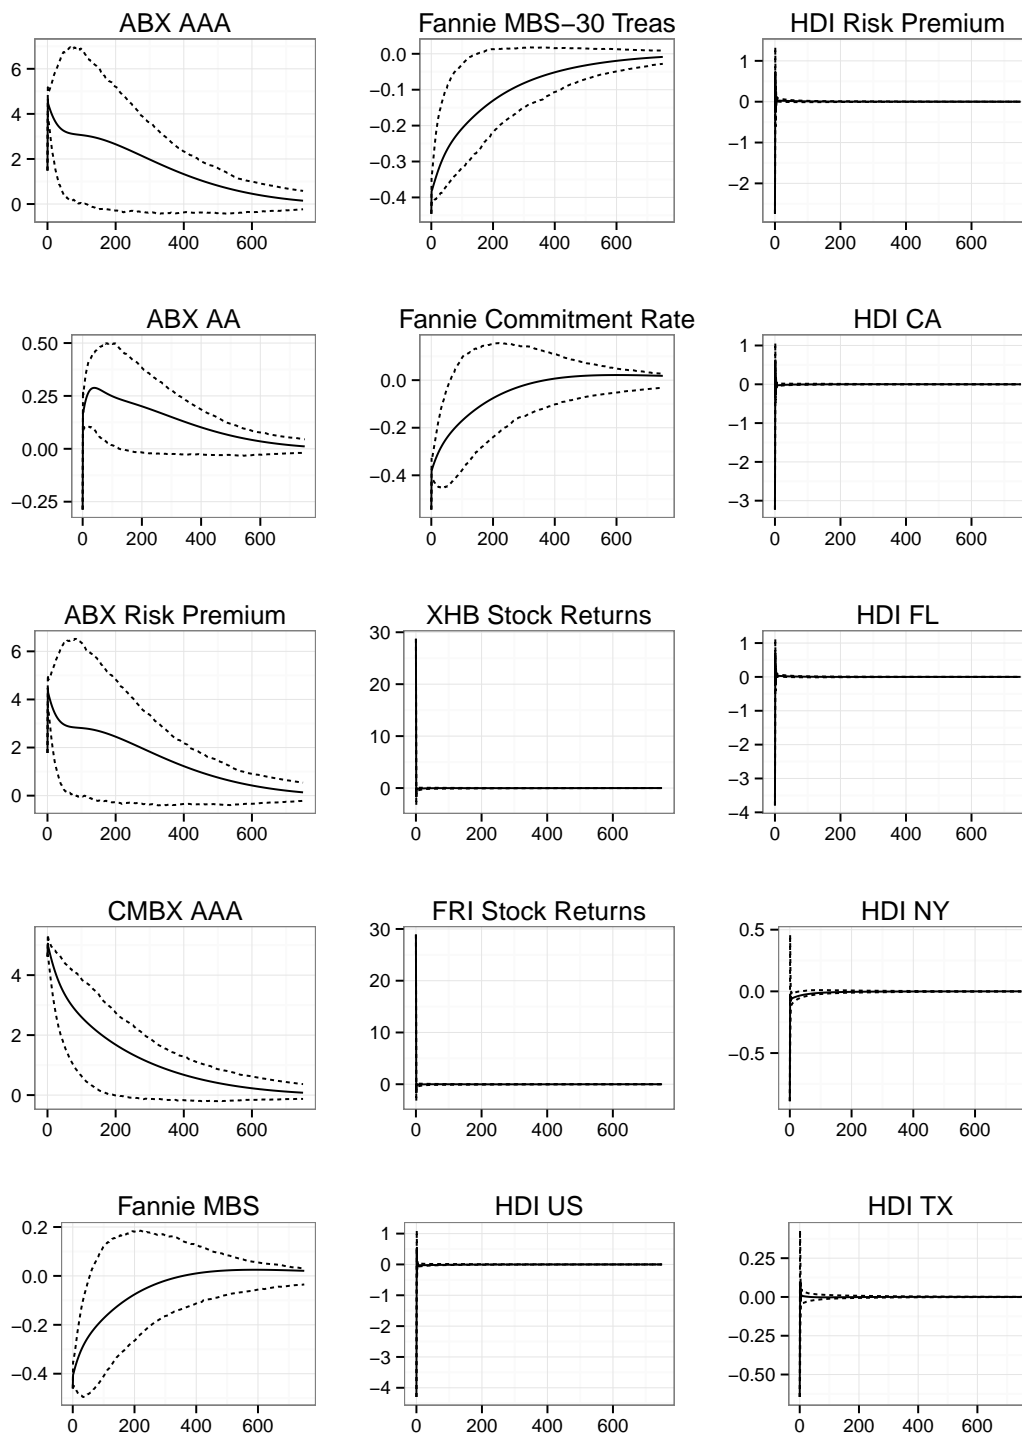 ABX AAA
6
4
2
0
0 200 400 600
Fannie MBS−30 Treas
0.0
−0.1
−0.2
−0.3
−0.4
0 200 400 600
HDI Risk Premium
1
0
−1
−2
0 200 400 600
ABX AA
0.50
0.25
0.00
−0.25
0 200 400 600
Fannie Commitment Rate
0.0
−0.2
−0.4
0 200 400 600
HDI CA
1
0
−1
−2
−3
0 200 400 600
ABX Risk Premium
6
4
2
0
0 200 400 600
XHB Stock Returns
30
20
10
0
0 200 400 600
HDI FL
1
0
−1
−2
−3
−4
0 200 400 600
CMBX AAA
4
2
0
0 200 400 600
FRI Stock Returns
30
20
10
0
0 200 400 600
HDI NY
0.5
0.0
−0.5
0 200 400 600
Fannie MBS
0.2
0.0
−0.2
−0.4
0 200 400 600
HDI US
1
0
−1
−2
−3
−4
0 200 400 600
HDI TX
0.25
0.00
−0.25
−0.50
0 200 400 600